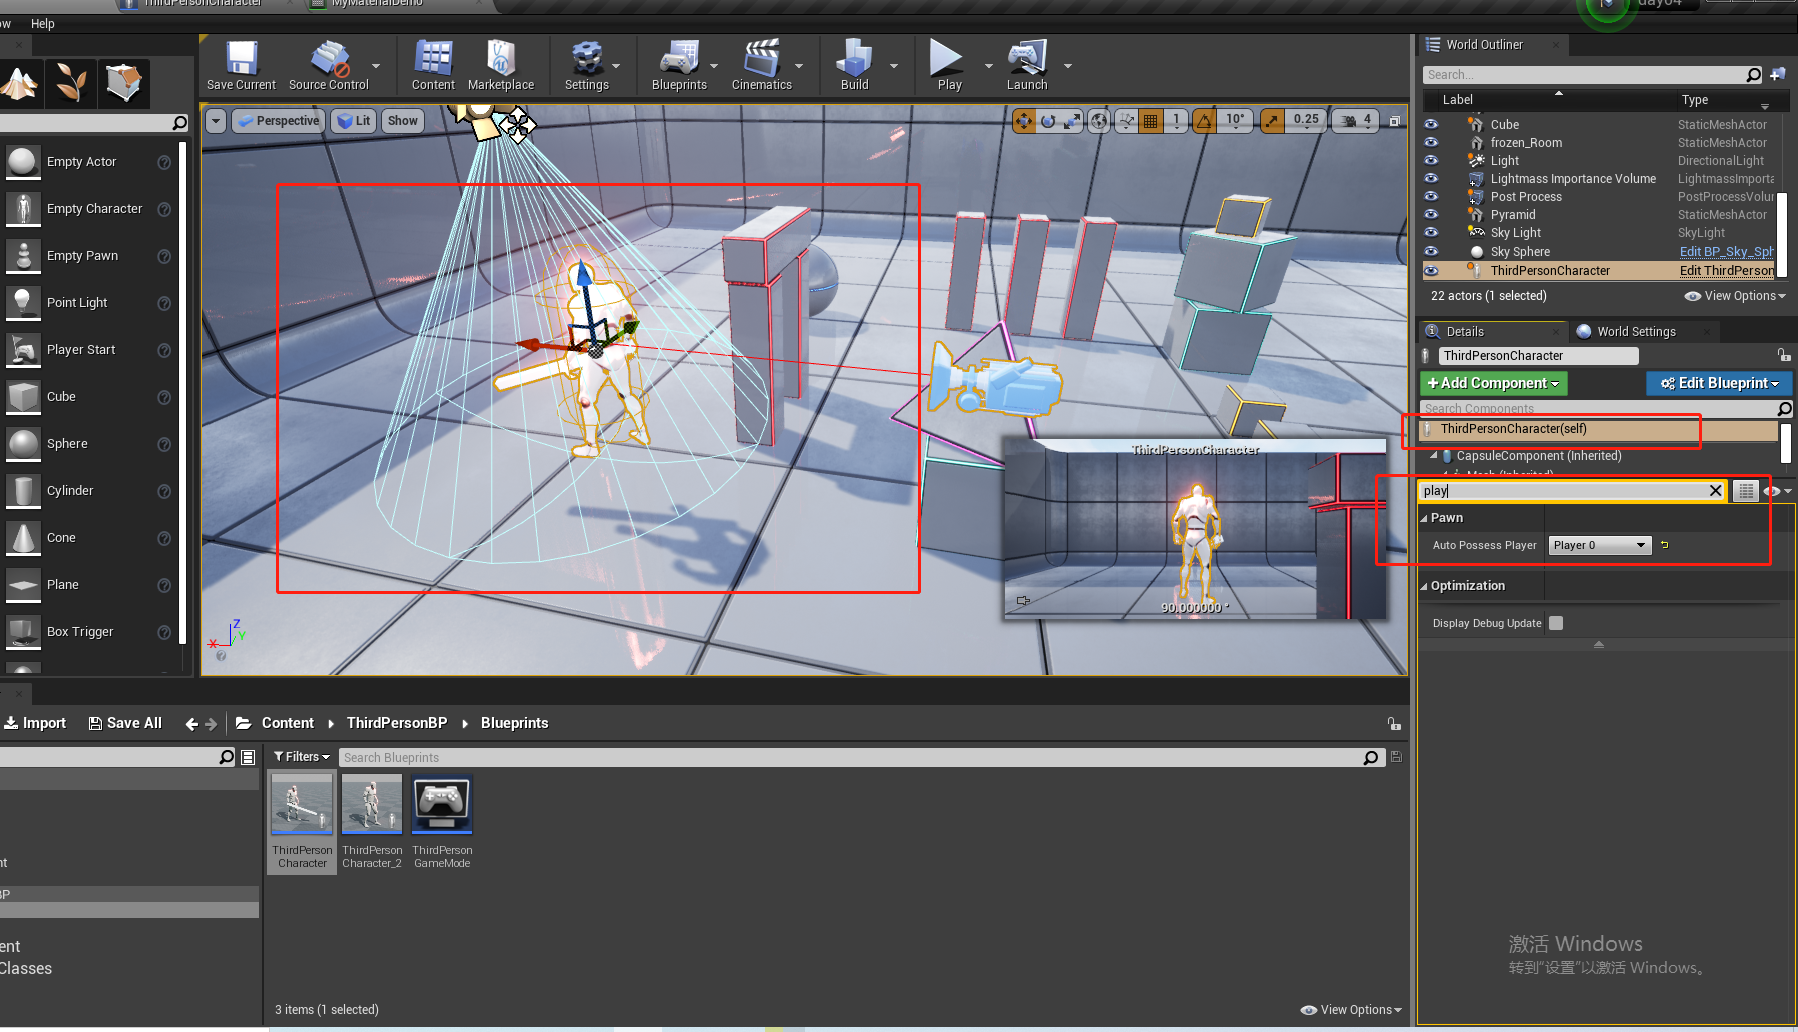 ThirdPersonCharacter
MyMaterialDemo
day04
ow Help
Save Current
Source Control
Content
Marketplace
Settings
Blueprints
Cinematics
Build
Play
Launch
Perspective
Lit
Show
1
10°
0.25
4
Empty Actor
Empty Character
Empty Pawn
Point Light
Player Start
Cube
Sphere
Cylinder
Cone
Plane
Box Trigger
ThirdPersonCharacter
90.000000 °
Z
Y
X
World Outliner
Search...
Label
Type
Cube StaticMeshActor
frozen_Room StaticMeshActor
Light DirectionalLight
Lightmass Importance Volume LightmassImporta
Post Process PostProcessVolu
Pyramid StaticMeshActor
Sky Light SkyLight
Sky Sphere Edit BP_Sky_Sph
ThirdPersonCharacter Edit ThirdPerson
22 actors (1 selected)
View Options
Details
World Settings
ThirdPersonCharacter
+Add Component
Edit Blueprint
Search Components
ThirdPersonCharacter(self)
CapsuleComponent (Inherited)
Mesh (Inherited)
play
Pawn
Auto Possess Player
Player 0
Optimization
Display Debug Update
Import
Save All
Content
ThirdPersonBP
Blueprints
Filters
Search Blueprints
ThirdPerson
Character
ThirdPerson
Character_2
ThirdPerson
GameMode
nt
BP
ent
Classes
3 items (1 selected)
View Options
激活 Windows
转到“设置”以激活 Windows。